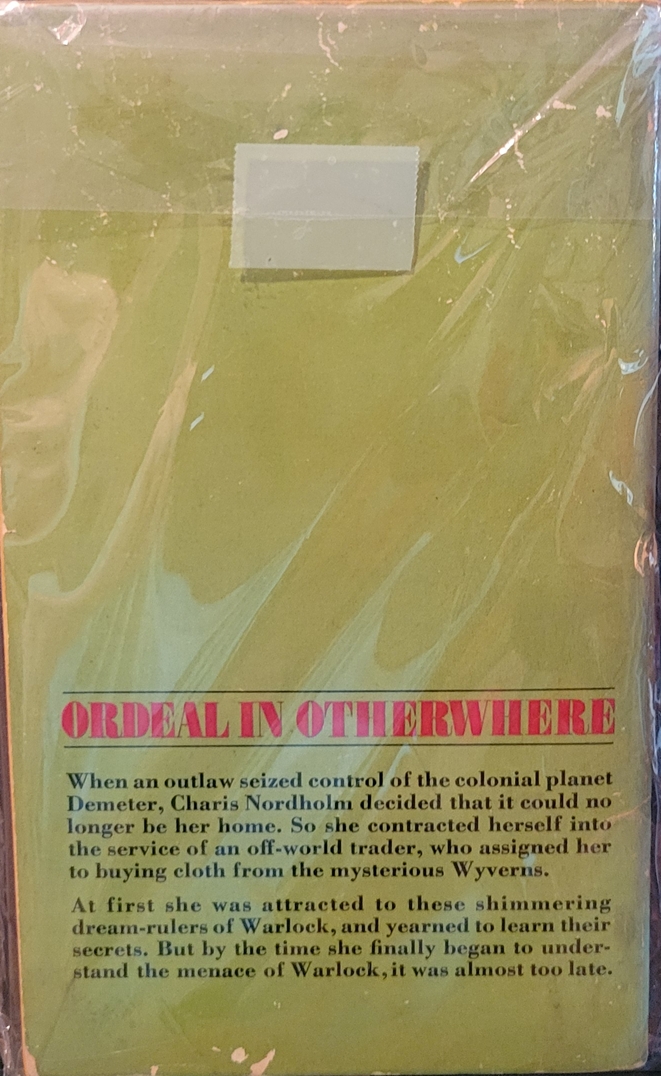 ORDEAL IN OTHERWHERE
When an outlaw seized control of the colonial planet
Demeter, Charis Nordholm decided that it could no
longer be her home. So she contracted herself into
the service of an off-world trader, who assigned her
to buying cloth from the mysterious Wyverns.
At first she was attracted to these shimmering
dream-rulers of Warlock, and yearned to learn their
secrets. But by the time she finally began to under-
stand the menace of Warlock, it was almost too late.